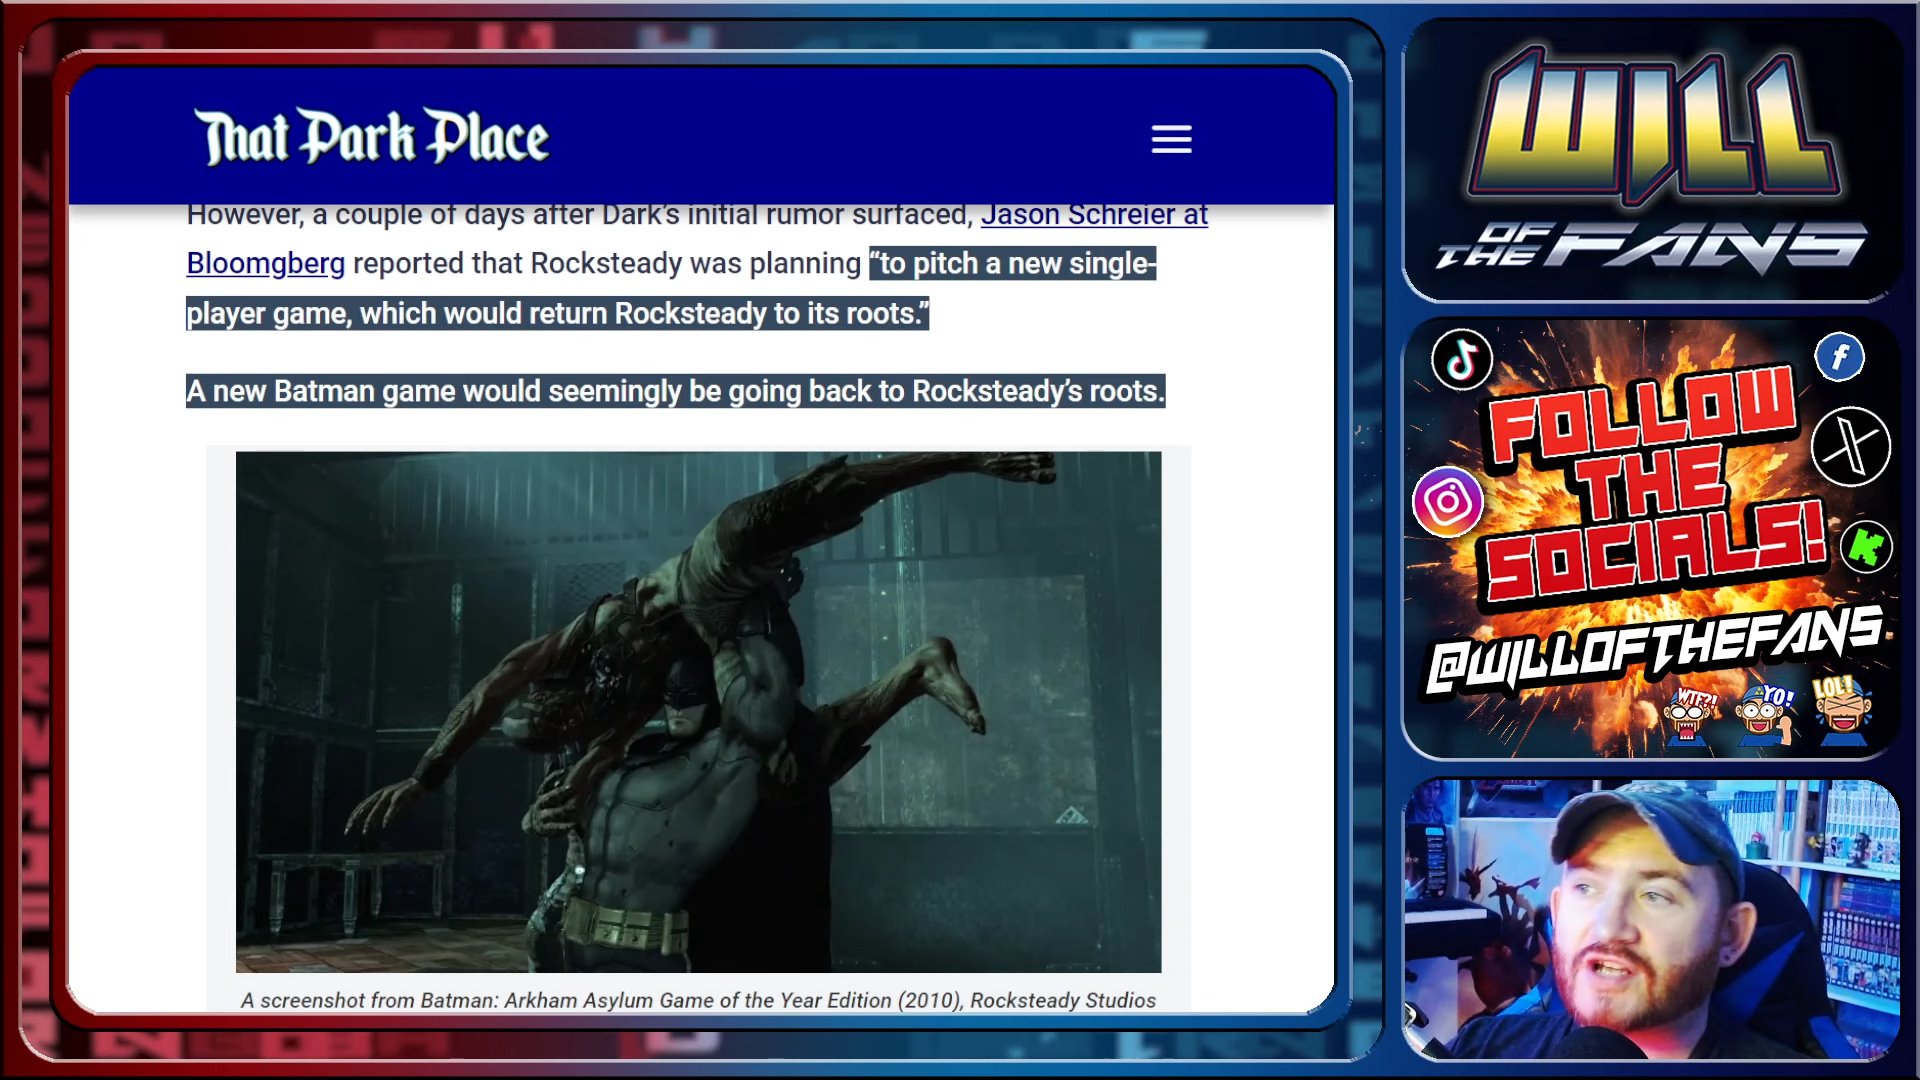 That Park Place
However, a couple of days after Dark's initial rumor surfaced, Jason Schreier at
Bloomgberg reported that Rocksteady was planning “to pitch a new single-
player game, which would return Rocksteady to its roots.”
A new Batman game would seemingly be going back to Rocksteady’s roots.
A screenshot from Batman: Arkham Asylum Game of the Year Edition (2010), Rocksteady Studios
WILL
OF
THE FANS
FOLLOW
THE
SOCIALS!
@WILLOFTHEFANS
WTF?!
YO!
LOL!